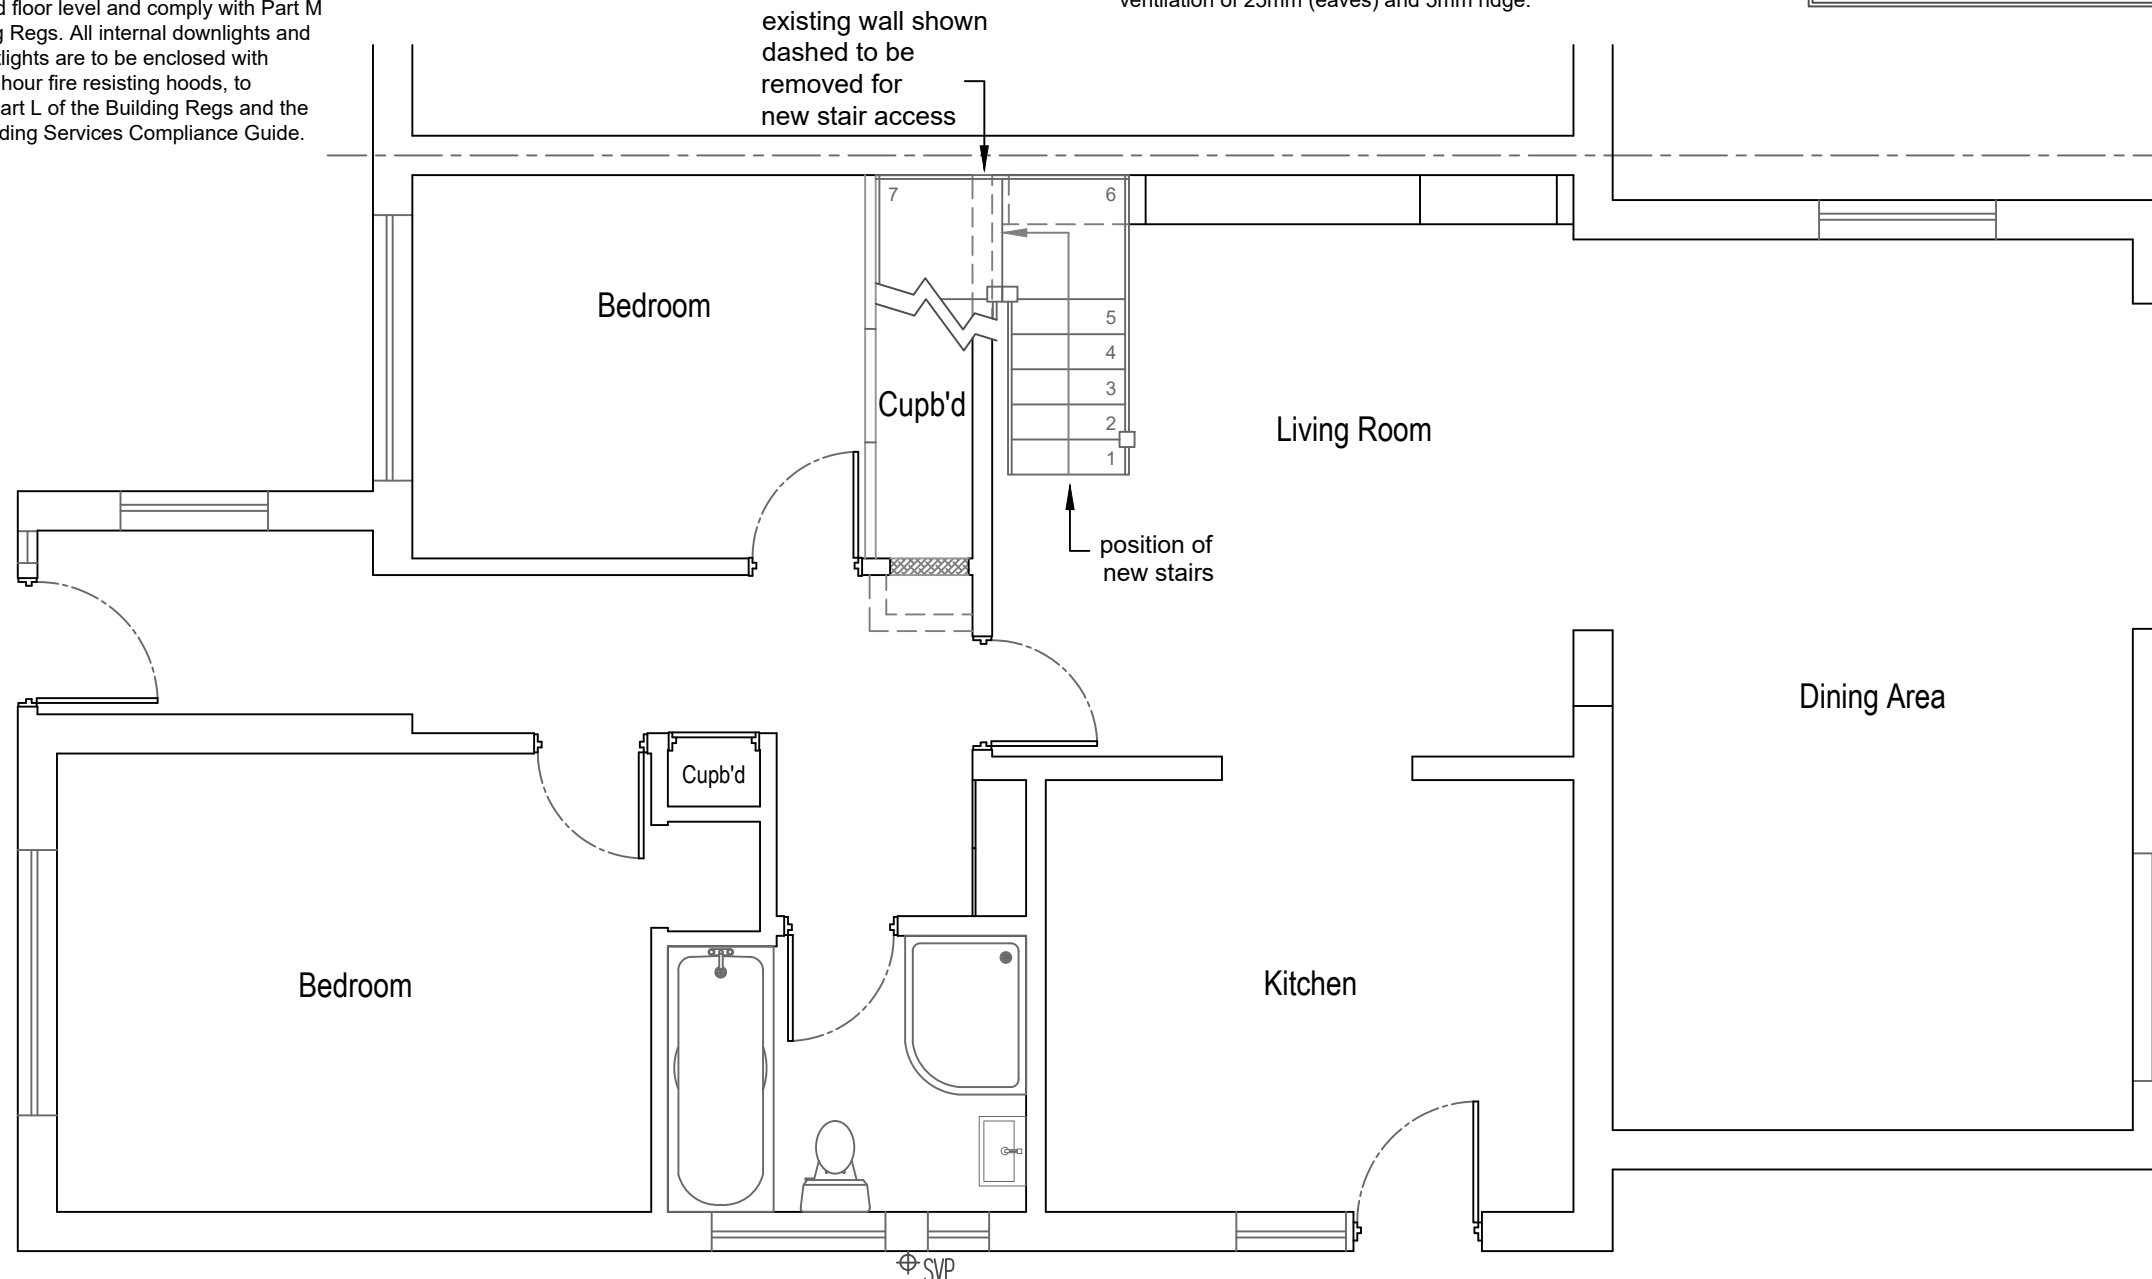 d floor level and comply with Part M
g Regs. All internal downlights and
lights are to be enclosed with
hour fire resisting hoods, to
art L of the Building Regs and the
ding Services Compliance Guide.
existing wall shown
dashed to be
removed for
new stair access
ventilation of 25mm (eaves) and 5mm ridge.
7
6
5
4
3
2
1
Bedroom
Cupb'd
Living Room
position of
new stairs
Dining Area
Cupb'd
Bedroom
Kitchen
SVP